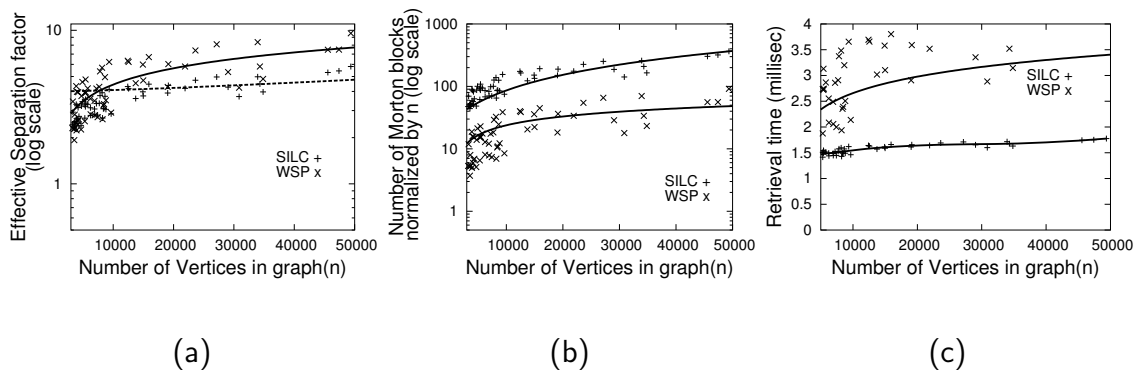 Effective Separation factor
(log scale)
10
1
10000 20000 30000 40000 50000
Number of Vertices in graph(n)
SILC +
WSP x
(a)
Number of Morton blocks
normalized by n (log scale)
1000
100
10
1
10000 20000 30000 40000 50000
Number of Vertices in graph(n)
SILC +
WSP x
(b)
Retrieval time (millisec)
4
3.5
3
2.5
2
1.5
1
0.5
0
10000 20000 30000 40000 50000
Number of Vertices in graph(n)
SILC +
WSP x
(c)